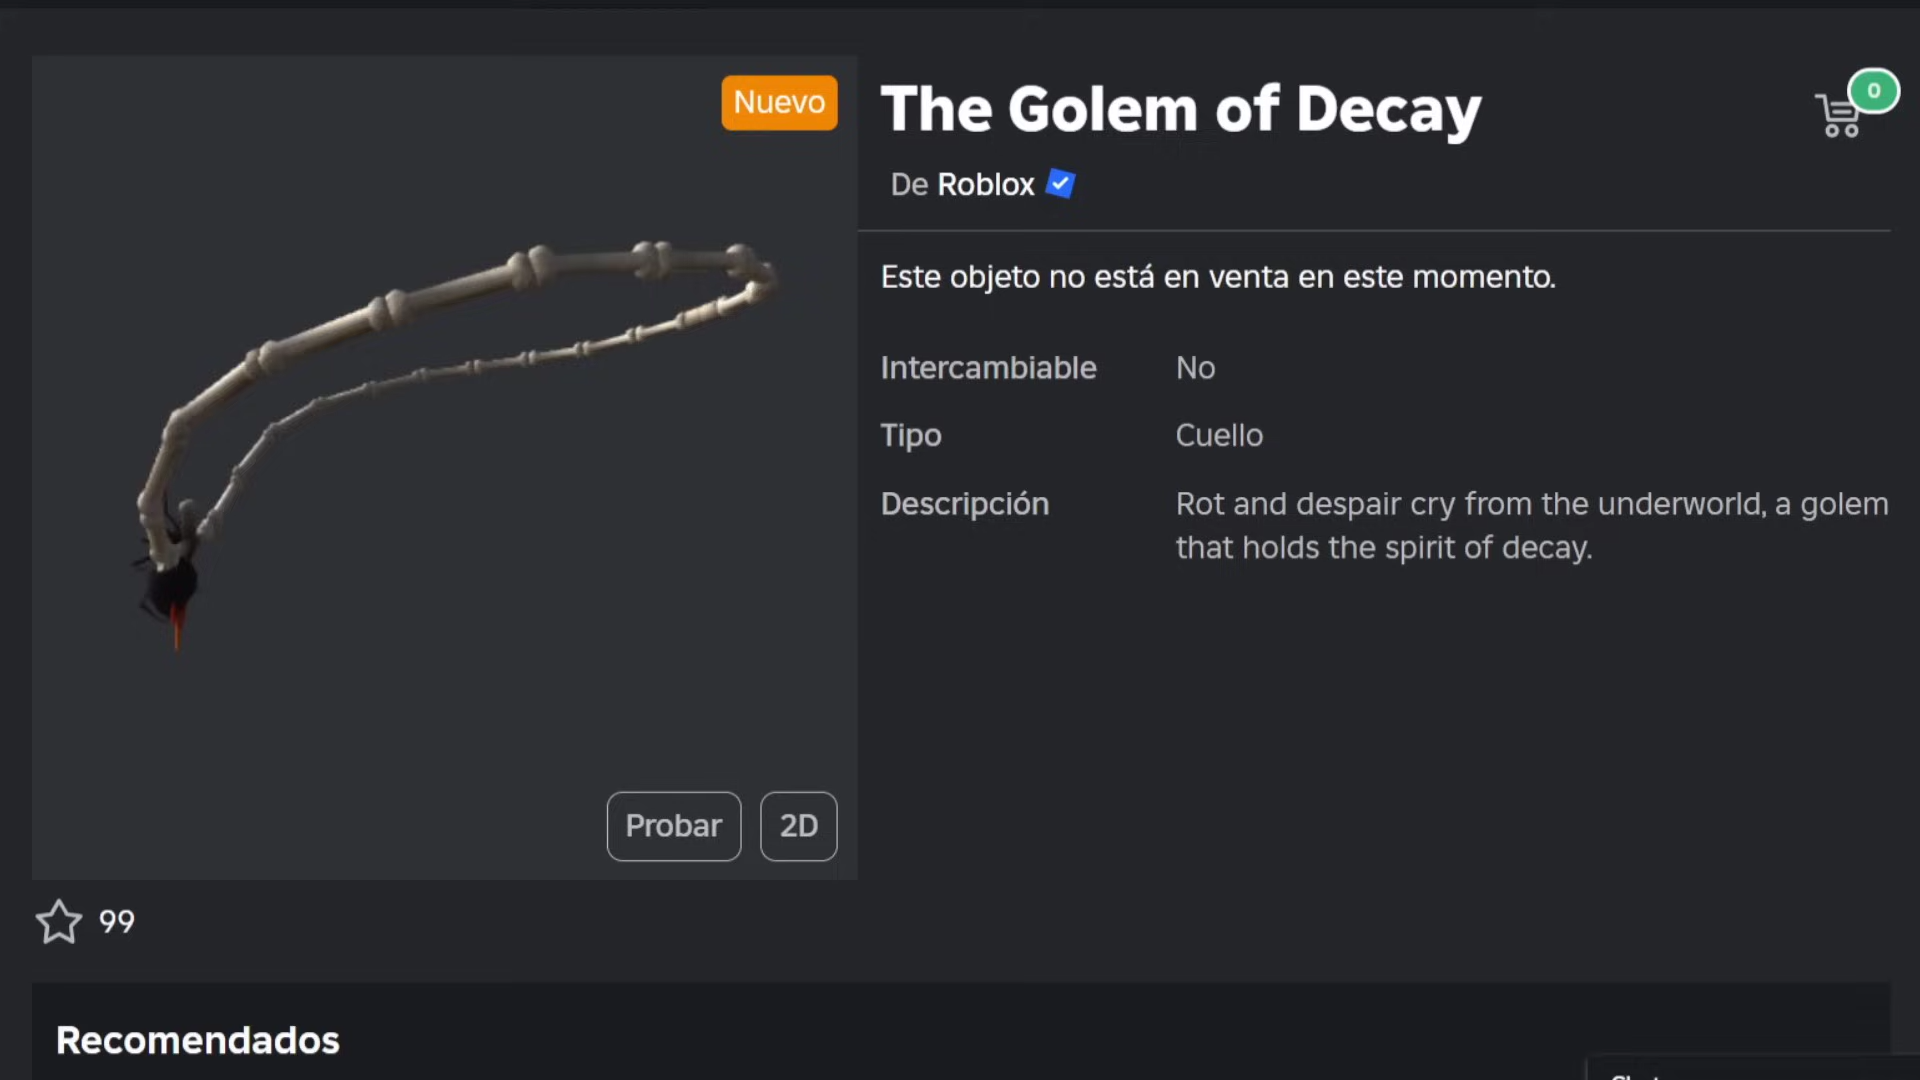 Nuevo
The Golem of Decay
0
De Roblox
Este objeto no está en venta en este momento.
Intercambiable No
Tipo Cuello
Descripción Rot and despair cry from the underworld, a golem
that holds the spirit of decay.
Probar 2D
99
Recomendados